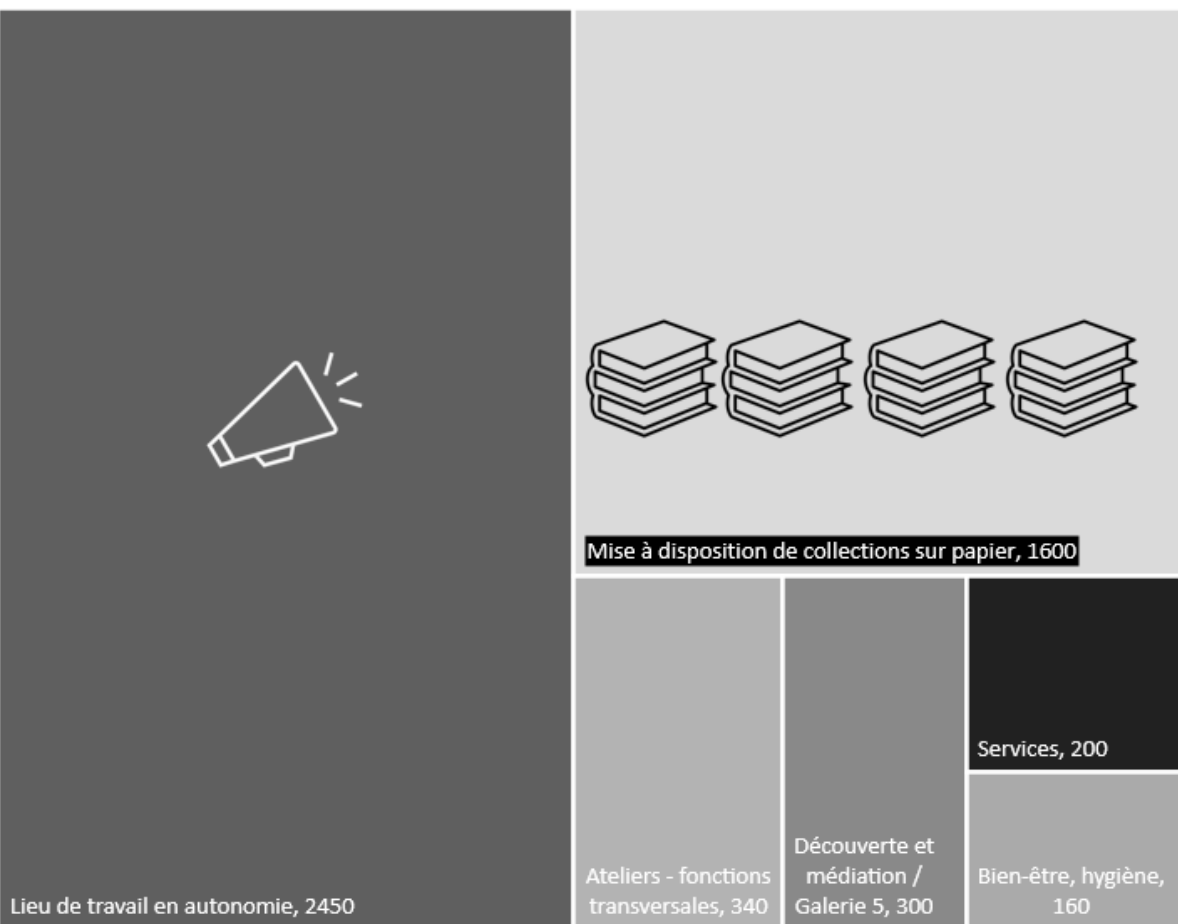 Mise à disposition de collections sur papier, 1600
Lieu de travail en autonomie, 2450
Ateliers - fonctions
transversales, 340
Découverte et
médiation /
Galerie 5, 300
Services, 200
Bien-être, hygiène,
160